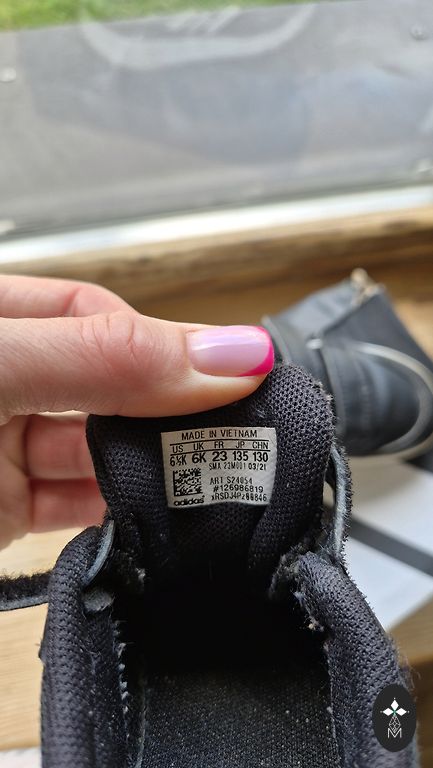 MADE IN VIETNAM
US UK FR JP CHN
6½K 6K 23 135 130
SMA 23M001 03/21
ART S24054
#126986819
adidas